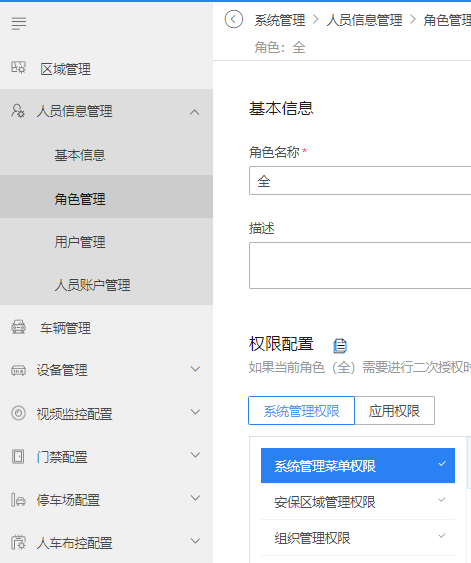 系统管理 > 人员信息管理 > 角色管理
角色：全
区域管理
人员信息管理
基本信息
角色管理
用户管理
人员账户管理
车辆管理
设备管理
视频监控配置
门禁配置
停车场配置
人车布控配置
基本信息
角色名称 *
全
描述
权限配置
如果当前角色（全）需要进行二次授权时
系统管理权限
应用权限
系统管理菜单权限
安保区域管理权限
组织管理权限